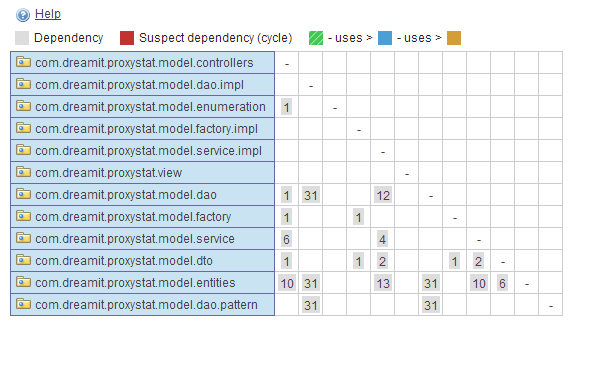 Help
Dependency Suspect dependency (cycle) - uses > - uses >
com.dreamit.proxystat.model.controllers -
com.dreamit.proxystat.model.dao.impl -
com.dreamit.proxystat.model.enumeration 1 -
com.dreamit.proxystat.model.factory.impl -
com.dreamit.proxystat.model.service.impl -
com.dreamit.proxystat.view -
com.dreamit.proxystat.model.dao 1 31 12 -
com.dreamit.proxystat.model.factory 1 1 -
com.dreamit.proxystat.model.service 6 4 -
com.dreamit.proxystat.model.dto 1 1 2 1 2 -
com.dreamit.proxystat.model.entities 10 31 13 31 10 6 -
com.dreamit.proxystat.model.dao.pattern 31 31 -